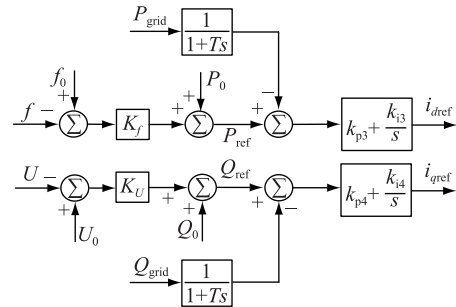 P_grid
1
1+Ts
f_0
+
P_0
−
f − Σ K_f + + Σ P_ref + Σ k_p3 + k_i3
s i_dref
U − Σ K_U + Σ Q_ref + Σ k_p4 + k_i4
s i_qref
+
U_0
+
Q_0
−
Q_grid
1
1+Ts